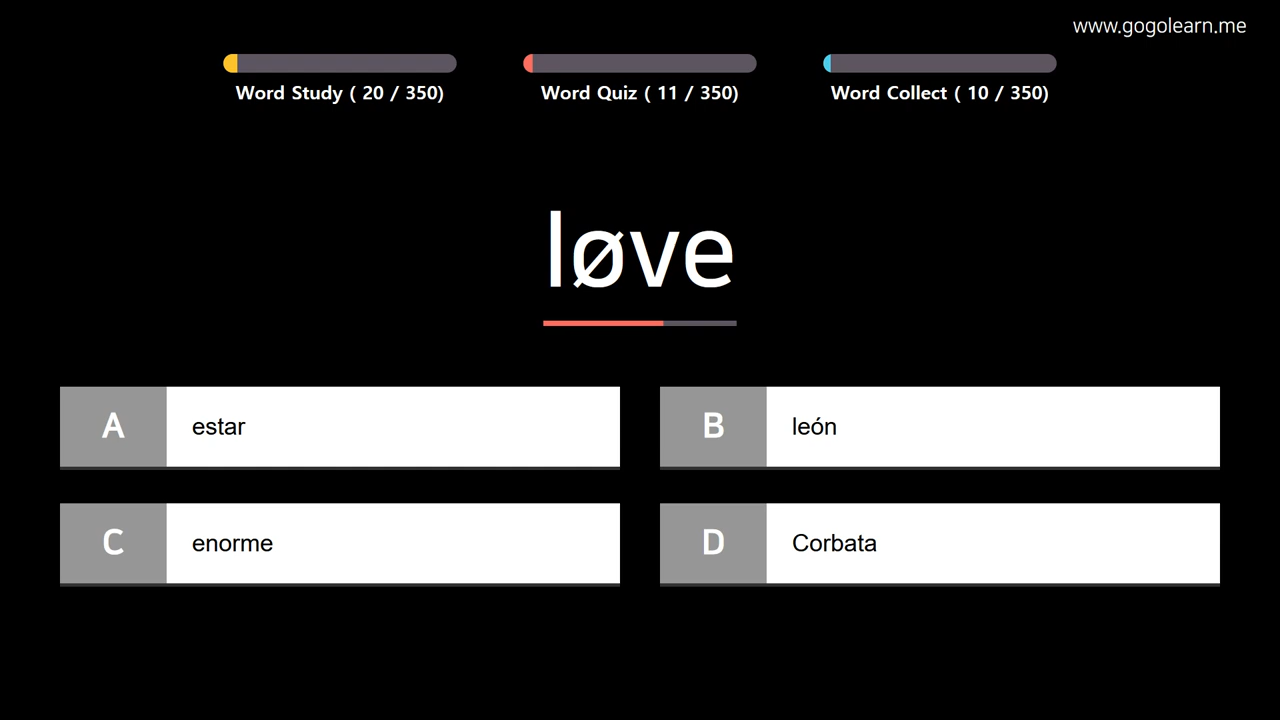 www.gogolearn.me
Word Study ( 20 / 350)
Word Quiz ( 11 / 350)
Word Collect ( 10 / 350)
løve
A estar
B león
C enorme
D Corbata